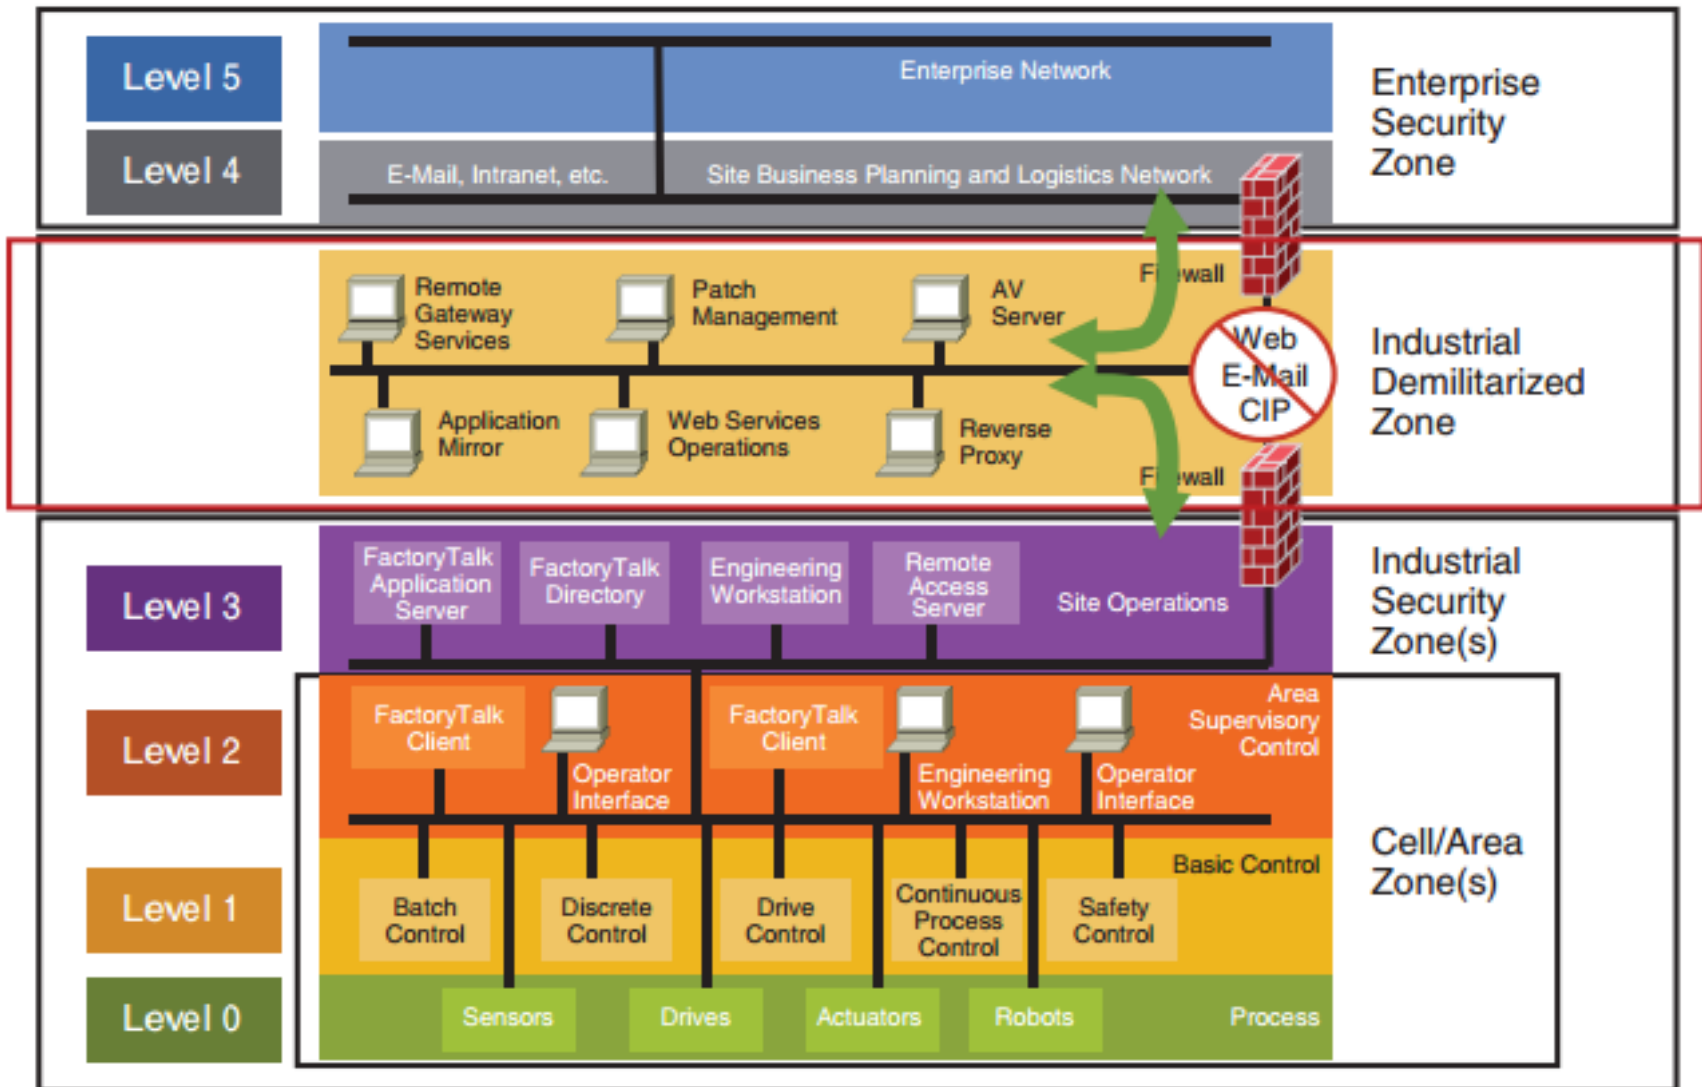 Level 5
Enterprise Network
Enterprise
Security
Zone
Level 4
E-Mail, Intranet, etc.
Site Business Planning and Logistics Network
Remote
Gateway
Services
Patch
Management
AV
Server
Firewall
Web
E-Mail
CIP
Application
Mirror
Web Services
Operations
Reverse
Proxy
Firewall
Industrial
Demilitarized
Zone
Level 3
FactoryTalk
Application
Server
FactoryTalk
Directory
Engineering
Workstation
Remote
Access
Server
Site Operations
Industrial
Security
Zone(s)
Level 2
FactoryTalk
Client
Operator
Interface
FactoryTalk
Client
Engineering
Workstation
Operator
Interface
Area
Supervisory
Control
Level 1
Basic Control
Batch
Control
Discrete
Control
Drive
Control
Continuous
Process
Control
Safety
Control
Cell/Area
Zone(s)
Level 0
Sensors
Drives
Actuators
Robots
Process